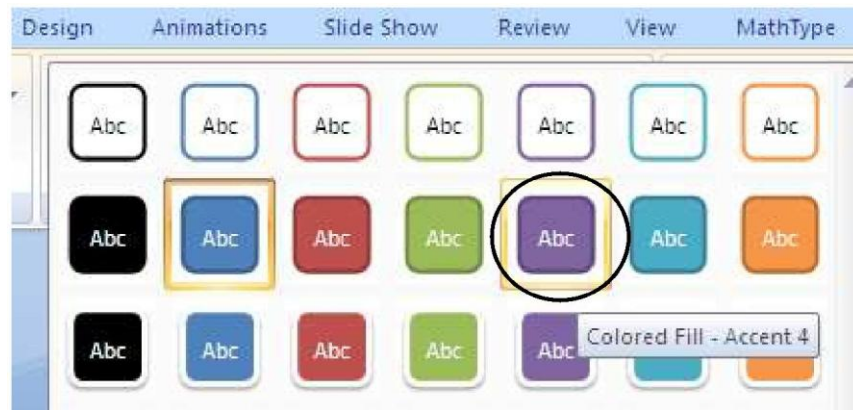 Design Animations Slide Show Review View MathType
Abc Abc Abc Abc Abc Abc Abc
Abc Abc Abc Abc Abc Abc Abc
Abc Abc Abc Abc Abc
Colored Fill - Accent 4